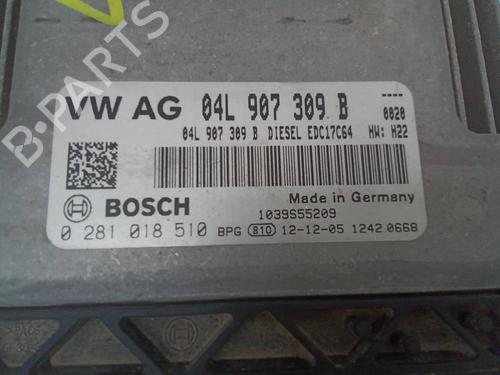 B-PARTS
VW AG 04L 907 309 B 0020
04L 907 309 B DIESEL EDC17C64 HW: H22
Made in Germany
BOSCH 1039S55209
0 281 018 510 BPG 810 12-12-05 1242.0668